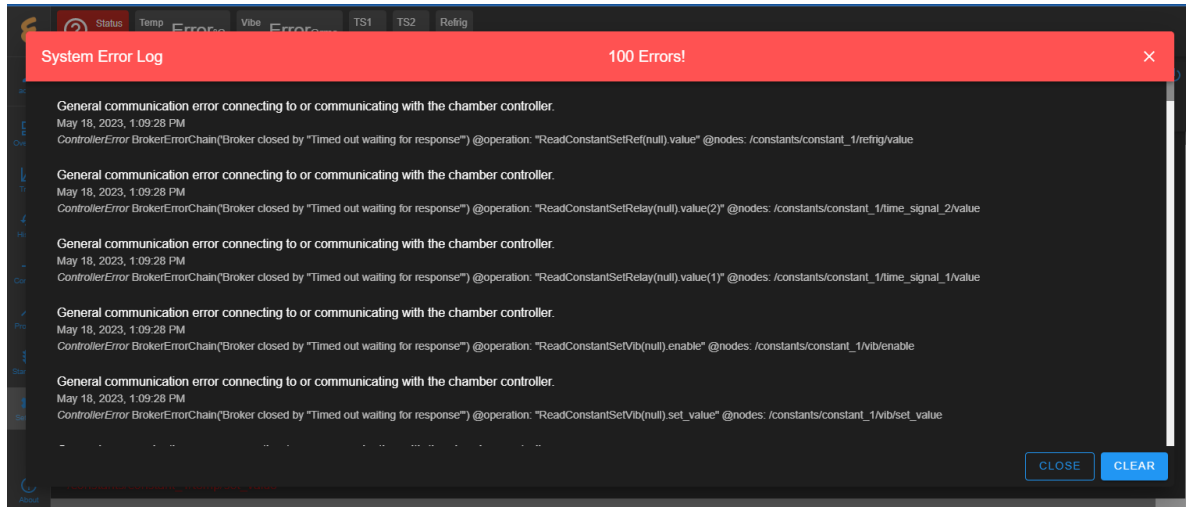 Status
Temp
Error
Vibe
Error
TS1
TS2
Refrig
System Error Log
100 Errors!
General communication error connecting to or communicating with the chamber controller.
May 18, 2023, 1:09:28 PM
ControllerError BrokerErrorChain('Broker closed by "Timed out waiting for response"') @operation: "ReadConstantSetRef(null).value" @nodes: /constants/constant_1/refrig/value
General communication error connecting to or communicating with the chamber controller.
May 18, 2023, 1:09:28 PM
ControllerError BrokerErrorChain('Broker closed by "Timed out waiting for response"') @operation: "ReadConstantSetRelay(null).value(2)" @nodes: /constants/constant_1/time_signal_2/value
General communication error connecting to or communicating with the chamber controller.
May 18, 2023, 1:09:28 PM
ControllerError BrokerErrorChain('Broker closed by "Timed out waiting for response"') @operation: "ReadConstantSetRelay(null).value(1)" @nodes: /constants/constant_1/time_signal_1/value
General communication error connecting to or communicating with the chamber controller.
May 18, 2023, 1:09:28 PM
ControllerError BrokerErrorChain('Broker closed by "Timed out waiting for response"') @operation: "ReadConstantSetVib(null).enable" @nodes: /constants/constant_1/vib/enable
General communication error connecting to or communicating with the chamber controller.
May 18, 2023, 1:09:28 PM
ControllerError BrokerErrorChain('Broker closed by "Timed out waiting for response"') @operation: "ReadConstantSetVib(null).set_value" @nodes: /constants/constant_1/vib/set_value
CLOSE
CLEAR
About